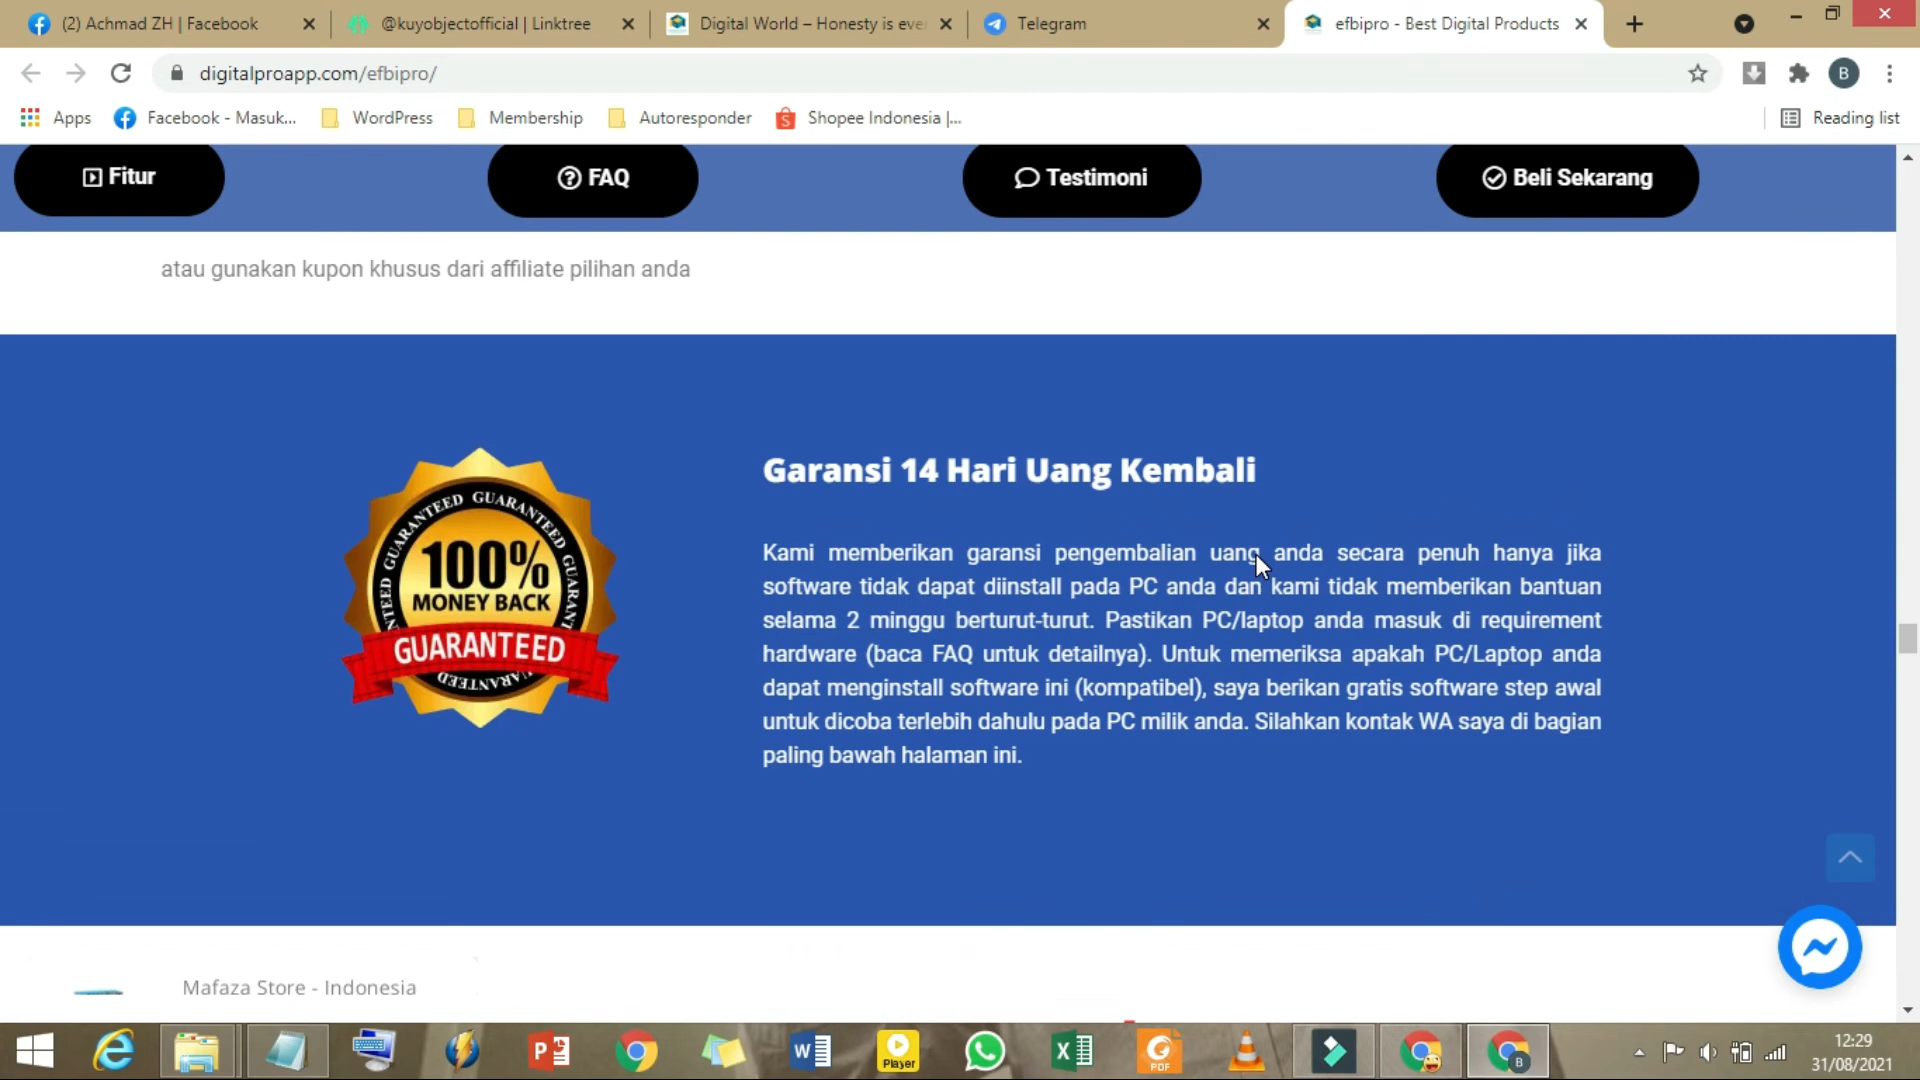 (2) Achmad ZH | Facebook
@kuyobjectofficial | Linktree
Digital World – Honesty is eve
Telegram
efbipro - Best Digital Products
digitalproapp.com/efbipro/
B
Apps
Facebook - Masuk...
WordPress
Membership
Autoresponder
Shopee Indonesia |...
Reading list
Fitur
FAQ
Testimoni
Beli Sekarang
atau gunakan kupon khusus dari affiliate pilihan anda
GUARANTEED GUARANTEED
100%
MONEY BACK
GUARANTEED
Garansi 14 Hari Uang Kembali
Kami memberikan garansi pengembalian uang anda secara penuh hanya jika
software tidak dapat diinstall pada PC anda dan kami tidak memberikan bantuan
selama 2 minggu berturut-turut. Pastikan PC/laptop anda masuk di requirement
hardware (baca FAQ untuk detailnya). Untuk memeriksa apakah PC/Laptop anda
dapat menginstall software ini (kompatibel), saya berikan gratis software step awal
untuk dicoba terlebih dahulu pada PC milik anda. Silahkan kontak WA saya di bagian
paling bawah halaman ini.
Mafaza Store - Indonesia
Player
PDF
B
12:29
31/08/2021